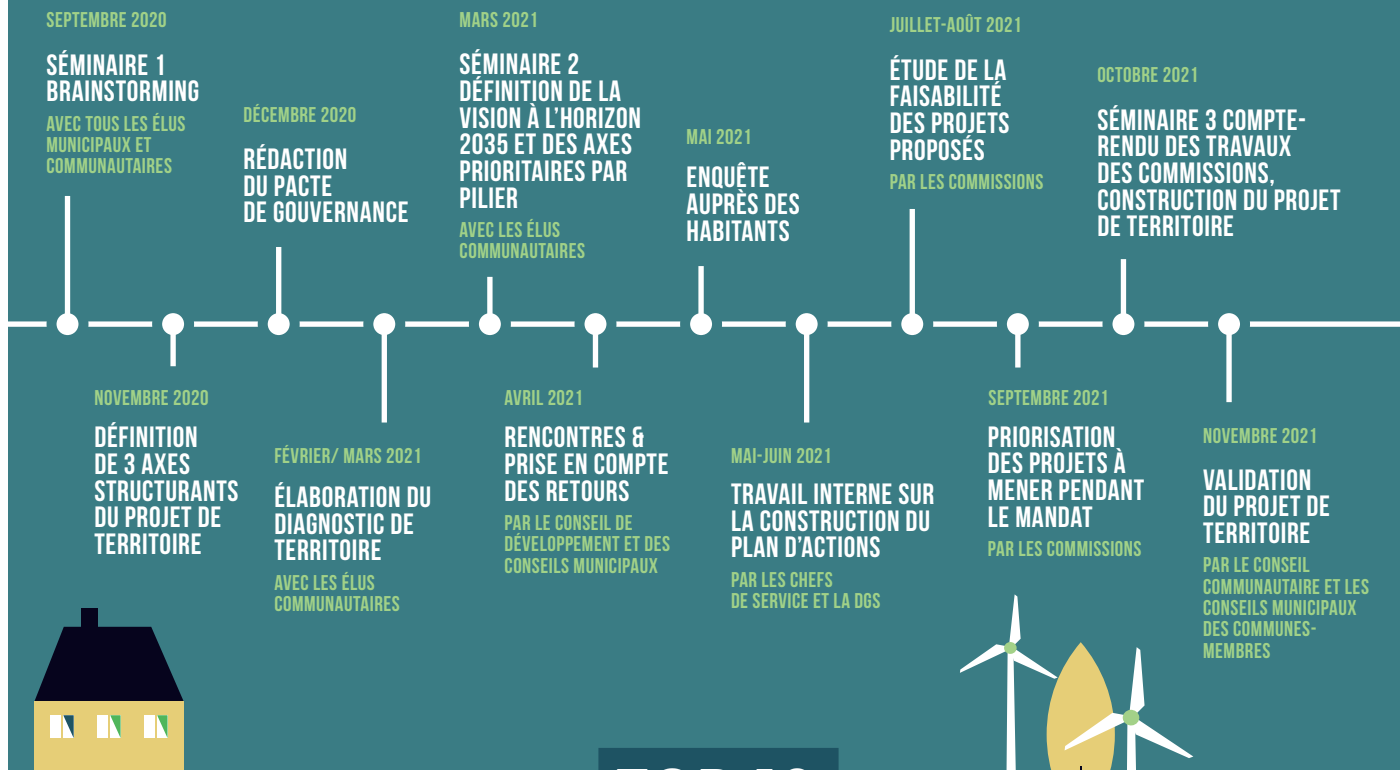 SEPTEMBRE 2020
SÉMINAIRE 1
BRAINSTORMING
AVEC TOUS LES ÉLUS
MUNICIPAUX ET
COMMUNAUTAIRES
NOVEMBRE 2020
DÉFINITION
DE 3 AXES
STRUCTURANTS
DU PROJET DE
TERRITOIRE
DÉCEMBRE 2020
RÉDACTION
DU PACTE
DE GOUVERNANCE
FÉVRIER/ MARS 2021
ÉLABORATION DU
DIAGNOSTIC DE
TERRITOIRE
AVEC LES ÉLUS
COMMUNAUTAIRES
MARS 2021
SÉMINAIRE 2
DÉFINITION DE LA
VISION À L'HORIZON
2035 ET DES AXES
PRIORITAIRES PAR
PILIER
AVEC LES ÉLUS
COMMUNAUTAIRES
AVRIL 2021
RENCONTRES &
PRISE EN COMPTE
DES RETOURS
PAR LE CONSEIL DE
DÉVELOPPEMENT ET DES
CONSEILS MUNICIPAUX
MAI 2021
ENQUÊTE
AUPRÈS DES
HABITANTS
MAI-JUIN 2021
TRAVAIL INTERNE SUR
LA CONSTRUCTION DU
PLAN D'ACTIONS
PAR LES CHEFS
DE SERVICE ET LA DGS
JUILLET-AOÛT 2021
ÉTUDE DE LA
FAISABILITÉ
DES PROJETS
PROPOSÉS
PAR LES COMMISSIONS
SEPTEMBRE 2021
PRIORISATION
DES PROJETS À
MENER PENDANT
LE MANDAT
PAR LES COMMISSIONS
OCTOBRE 2021
SÉMINAIRE 3 COMPTE-
RENDU DES TRAVAUX
DES COMMISSIONS,
CONSTRUCTION DU PROJET
DE TERRITOIRE
NOVEMBRE 2021
VALIDATION
DU PROJET DE
TERRITOIRE
PAR LE CONSEIL
COMMUNAUTAIRE ET LES
CONSEILS MUNICIPAUX
DES COMMUNES-
MEMBRES